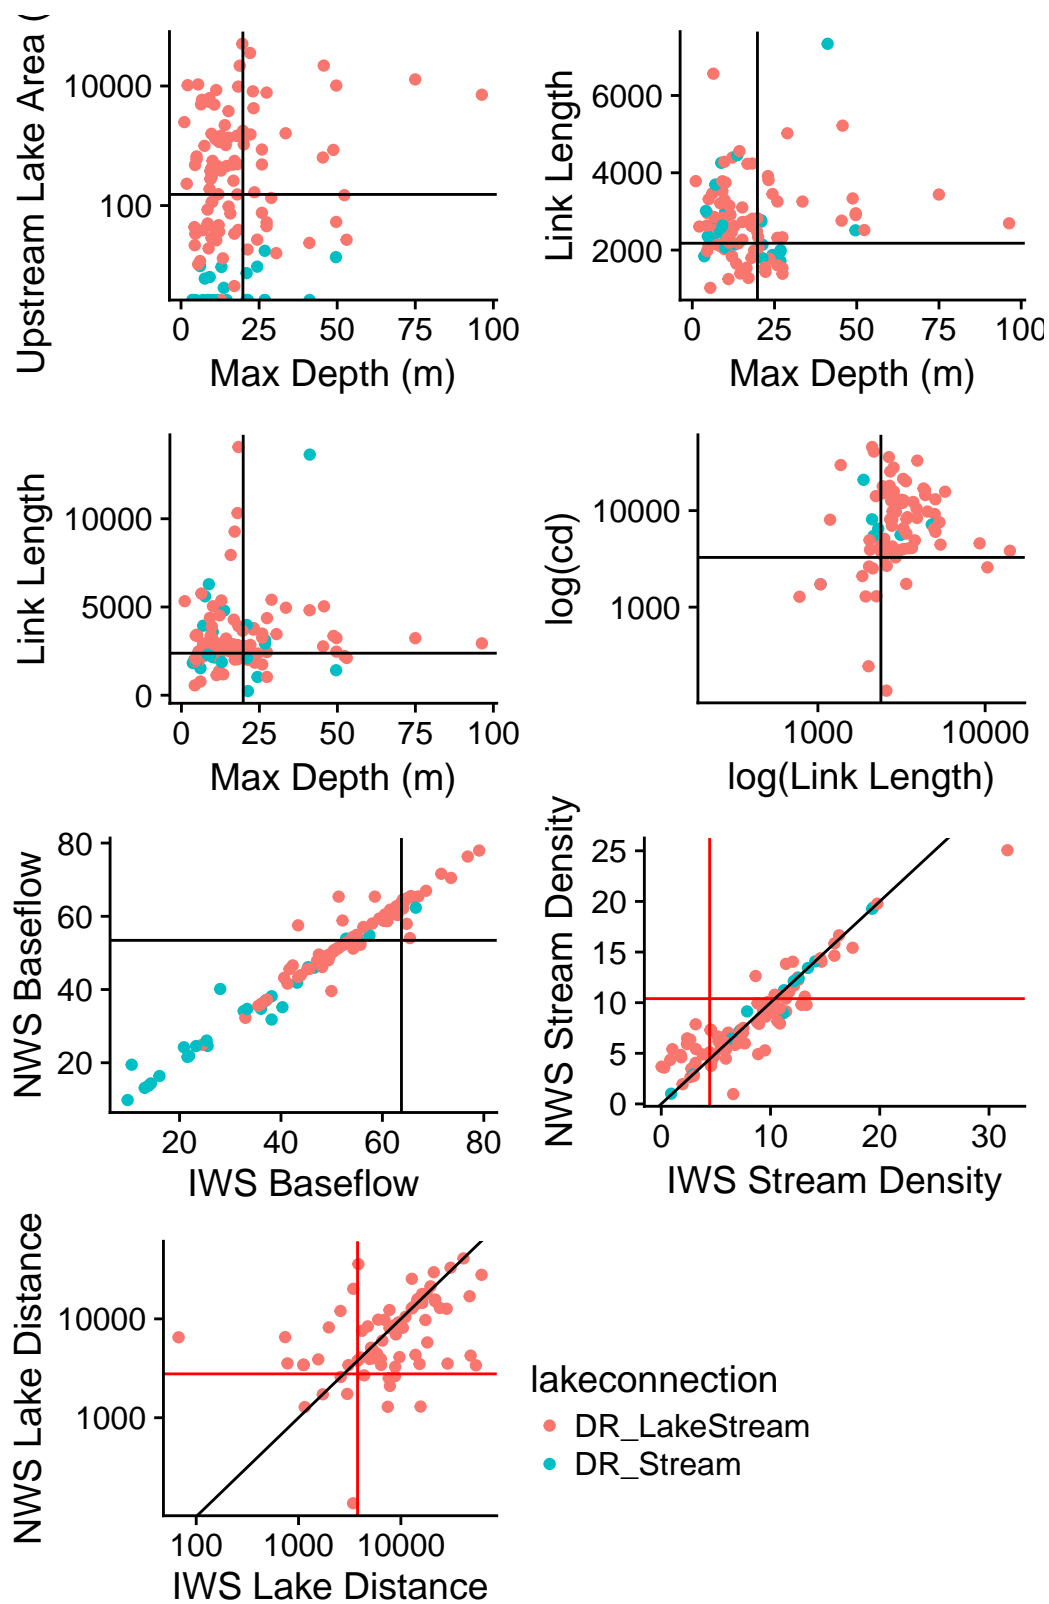 Upstream Lake Area (
10000
100
0 25 50 75 100
Max Depth (m)
Link Length
6000
4000
2000
0 25 50 75 100
Max Depth (m)
Link Length
10000
5000
0
0 25 50 75 100
Max Depth (m)
log(cd)
10000
1000
1000 10000
log(Link Length)
NWS Baseflow
80
60
40
20
20 40 60 80
IWS Baseflow
NWS Stream Density
25
20
15
10
5
0
0 10 20 30
IWS Stream Density
NWS Lake Distance
10000
1000
100 1000 10000
IWS Lake Distance
lakeconnection
DR_LakeStream
DR_Stream